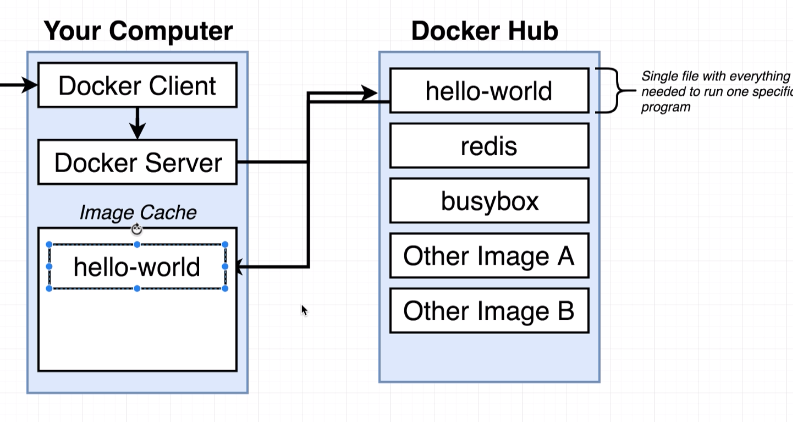 Your Computer
Docker Hub
Docker Client
Docker Server
Image Cache
hello-world
hello-world
redis
busybox
Other Image A
Other Image B
Single file with everything
needed to run one specific
program